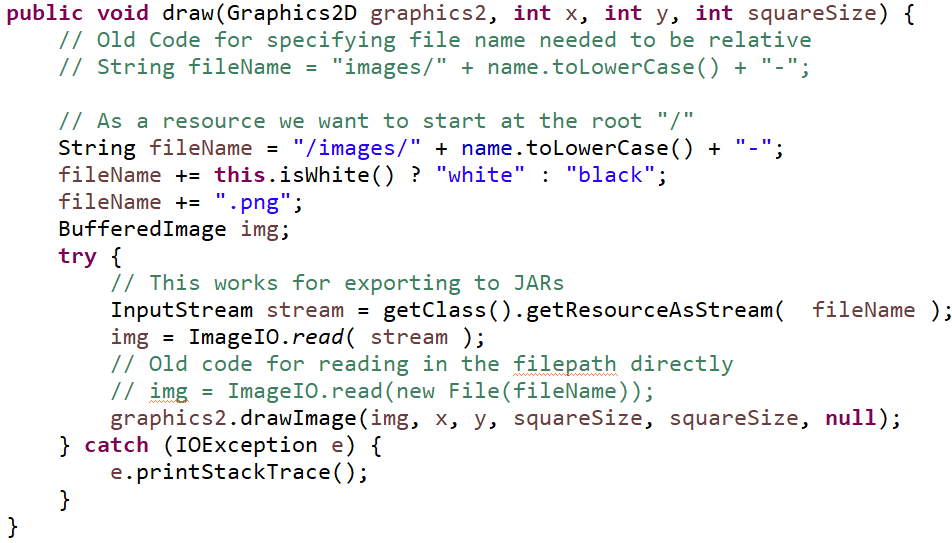 public void draw(Graphics2D graphics2, int x, int y, int squareSize) {
    // Old Code for specifying file name needed to be relative
    // String fileName = "images/" + name.toLowerCase() + "-";

    // As a resource we want to start at the root "/"
    String fileName = "/images/" + name.toLowerCase() + "-";
    fileName += this.isWhite() ? "white" : "black";
    fileName += ".png";
    BufferedImage img;
    try {
        // This works for exporting to JARs
        InputStream stream = getClass().getResourceAsStream(  fileName );
        img = ImageIO.read( stream );
        // Old code for reading in the filepath directly
        // img = ImageIO.read(new File(fileName));
        graphics2.drawImage(img, x, y, squareSize, squareSize, null);
    } catch (IOException e) {
        e.printStackTrace();
    }
}